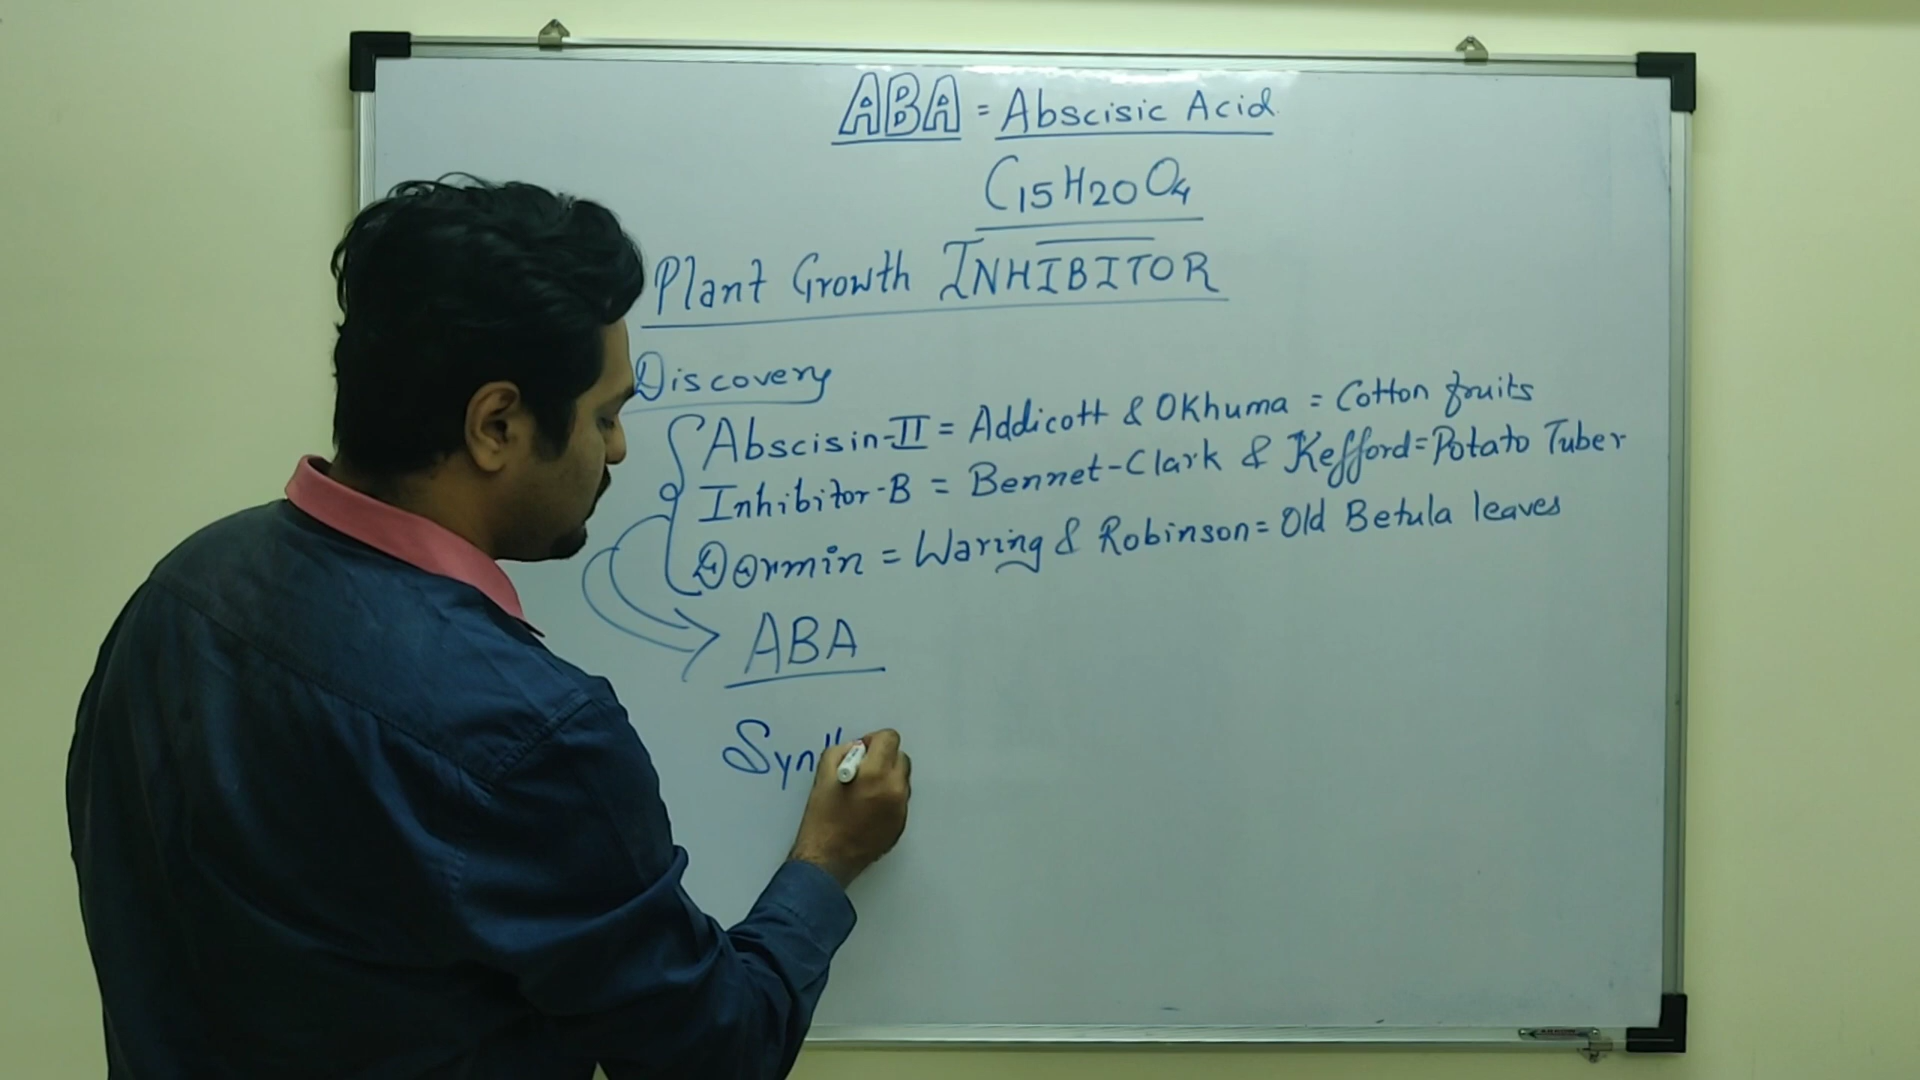 ABA = Abscisic Acid
C15H20O4
Plant Growth INHIBITOR
Discovery
Abscisin-II = Addicott & Okhuma = Cotton fruits
Inhibitor-B = Bennet-Clark & Kefford = Potato Tuber
Dormin = Waring & Robinson = Old Betula leaves
ABA